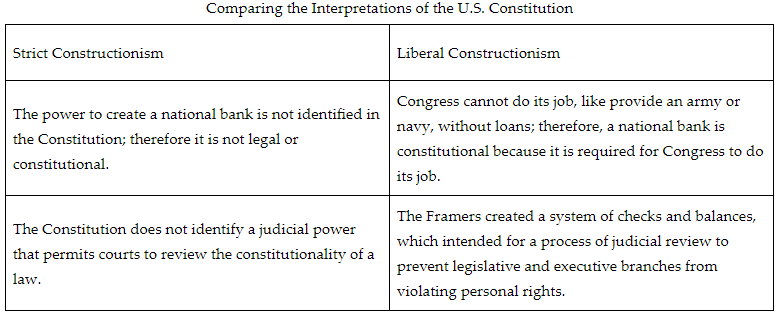 Comparing the Interpretations of the U.S. Constitution
Strict Constructionism
Liberal Constructionism
The power to create a national bank is not identified in
the Constitution; therefore it is not legal or
constitutional.
Congress cannot do its job, like provide an army or
navy, without loans; therefore, a national bank is
constitutional because it is required for Congress to do
its job.
The Constitution does not identify a judicial power
that permits courts to review the constitutionality of a
law.
The Framers created a system of checks and balances,
which intended for a process of judicial review to
prevent legislative and executive branches from
violating personal rights.